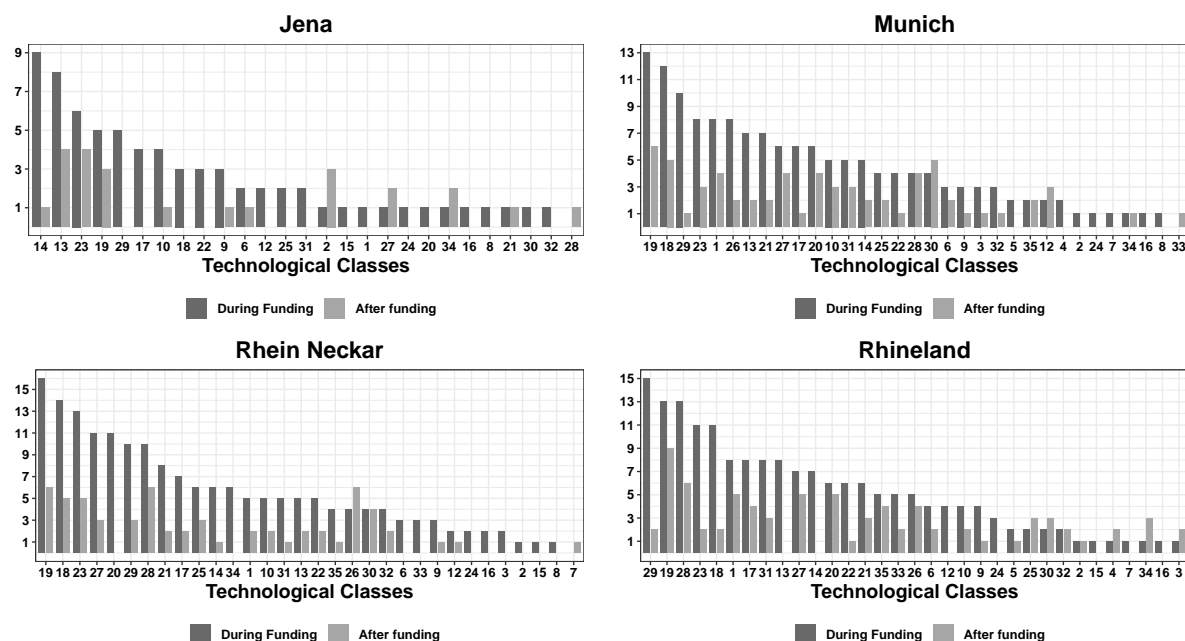 Jena
9
7
5
3
1
14 13 23 19 29 17 10 18 22 9 6 12 25 31 2 15 1 27 24 20 34 16 8 21 30 32 28
Technological Classes
During Funding After funding
Munich
13
11
9
7
5
3
1
19 18 29 23 1 26 13 21 27 17 20 10 31 14 25 22 28 30 6 9 3 32 5 35 12 4 2 24 7 34 16 8 33
Technological Classes
During Funding After funding
Rhein Neckar
15
13
11
9
7
5
3
1
19 18 23 27 20 29 28 21 17 25 14 34 1 10 31 13 22 35 26 30 32 6 33 9 12 24 16 3 2 15 8 7
Technological Classes
During Funding After funding
Rhineland
15
13
11
9
7
5
3
1
29 19 28 23 18 1 17 31 13 27 14 20 22 21 35 33 26 6 12 10 9 24 5 25 30 32 2 15 4 7 34 16 3
Technological Classes
During Funding After funding